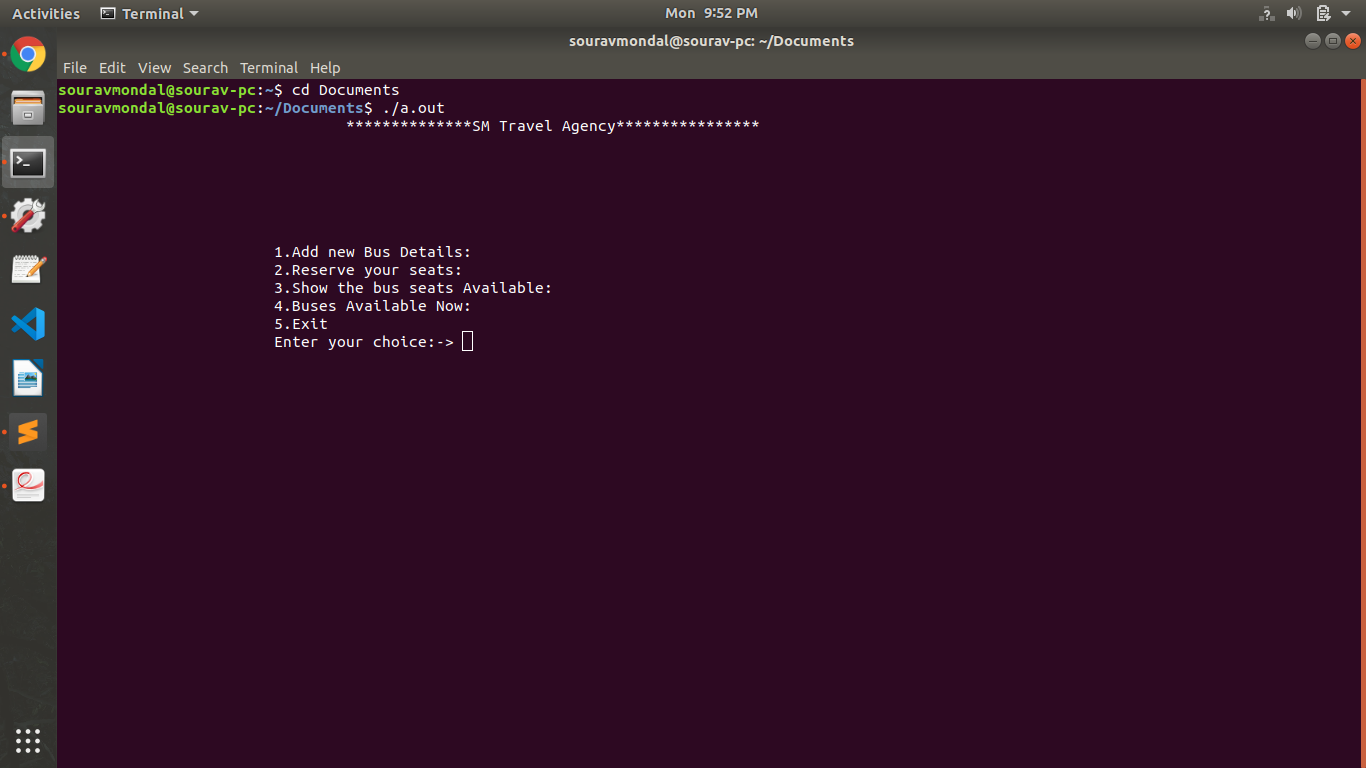 Activities Terminal Mon 9:52 PM
souravmondal@sourav-pc: ~/Documents
File Edit View Search Terminal Help
souravmondal@sourav-pc:~$ cd Documents
souravmondal@sourav-pc:~/Documents$ ./a.out
**************SM Travel Agency****************
1.Add new Bus Details:
2.Reserve your seats:
3.Show the bus seats Available:
4.Buses Available Now:
5.Exit
Enter your choice:->